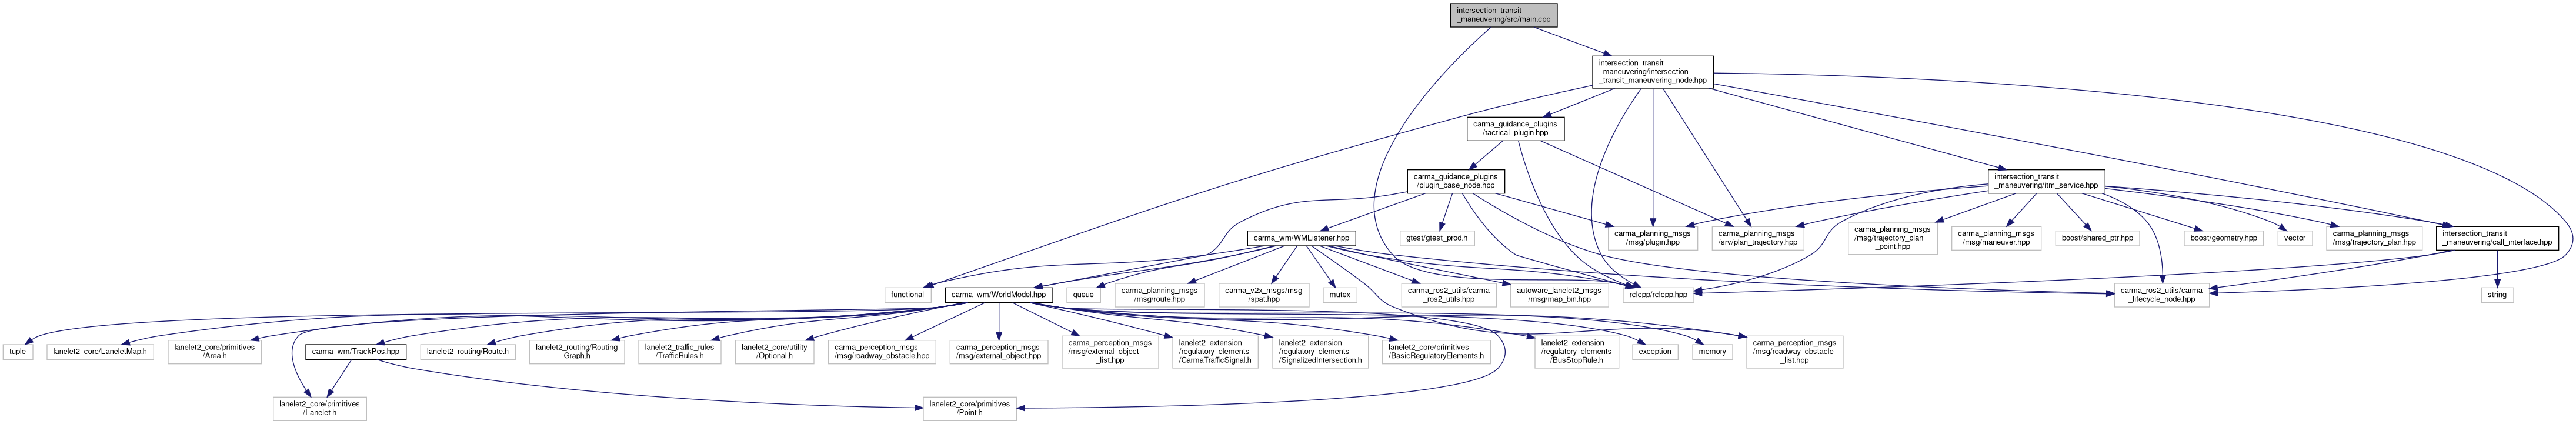 intersection_transit
_maneuvering/src/main.cpp
intersection_transit
_maneuvering/intersection
_transit_maneuvering_node.hpp
carma_guidance_plugins
/tactical_plugin.hpp
carma_guidance_plugins
/plugin_base_node.hpp
intersection_transit
_maneuvering/itm_service.hpp
carma_wm/WMListener.hpp
gtest/gtest_prod.h
carma_planning_msgs
/msg/plugin.hpp
carma_planning_msgs
/srv/plan_trajectory.hpp
carma_planning_msgs
/msg/trajectory_plan
_point.hpp
carma_planning_msgs
/msg/maneuver.hpp
boost/shared_ptr.hpp
boost/geometry.hpp
vector
carma_planning_msgs
/msg/trajectory_plan.hpp
intersection_transit
_maneuvering/call_interface.hpp
functional
carma_wm/WorldModel.hpp
queue
carma_planning_msgs
/msg/route.hpp
carma_v2x_msgs/msg
/spat.hpp
mutex
carma_ros2_utils/carma
_ros2_utils.hpp
autoware_lanelet2_msgs
/msg/map_bin.hpp
rclcpp/rclcpp.hpp
carma_ros2_utils/carma
_lifecycle_node.hpp
string
tuple
lanelet2_core/LaneletMap.h
lanelet2_core/primitives
/Area.h
carma_wm/TrackPos.hpp
lanelet2_routing/Route.h
lanelet2_routing/Routing
Graph.h
lanelet2_traffic_rules
/TrafficRules.h
lanelet2_core/utility
/Optional.h
carma_perception_msgs
/msg/roadway_obstacle.hpp
carma_perception_msgs
/msg/external_object.hpp
carma_perception_msgs
/msg/external_object
_list.hpp
lanelet2_extension
/regulatory_elements
/CarmaTrafficSignal.h
lanelet2_extension
/regulatory_elements
/SignalizedIntersection.h
lanelet2_core/primitives
/BasicRegulatoryElements.h
lanelet2_extension
/regulatory_elements
/BusStopRule.h
exception
memory
carma_perception_msgs
/msg/roadway_obstacle
_list.hpp
lanelet2_core/primitives
/Lanelet.h
lanelet2_core/primitives
/Point.h